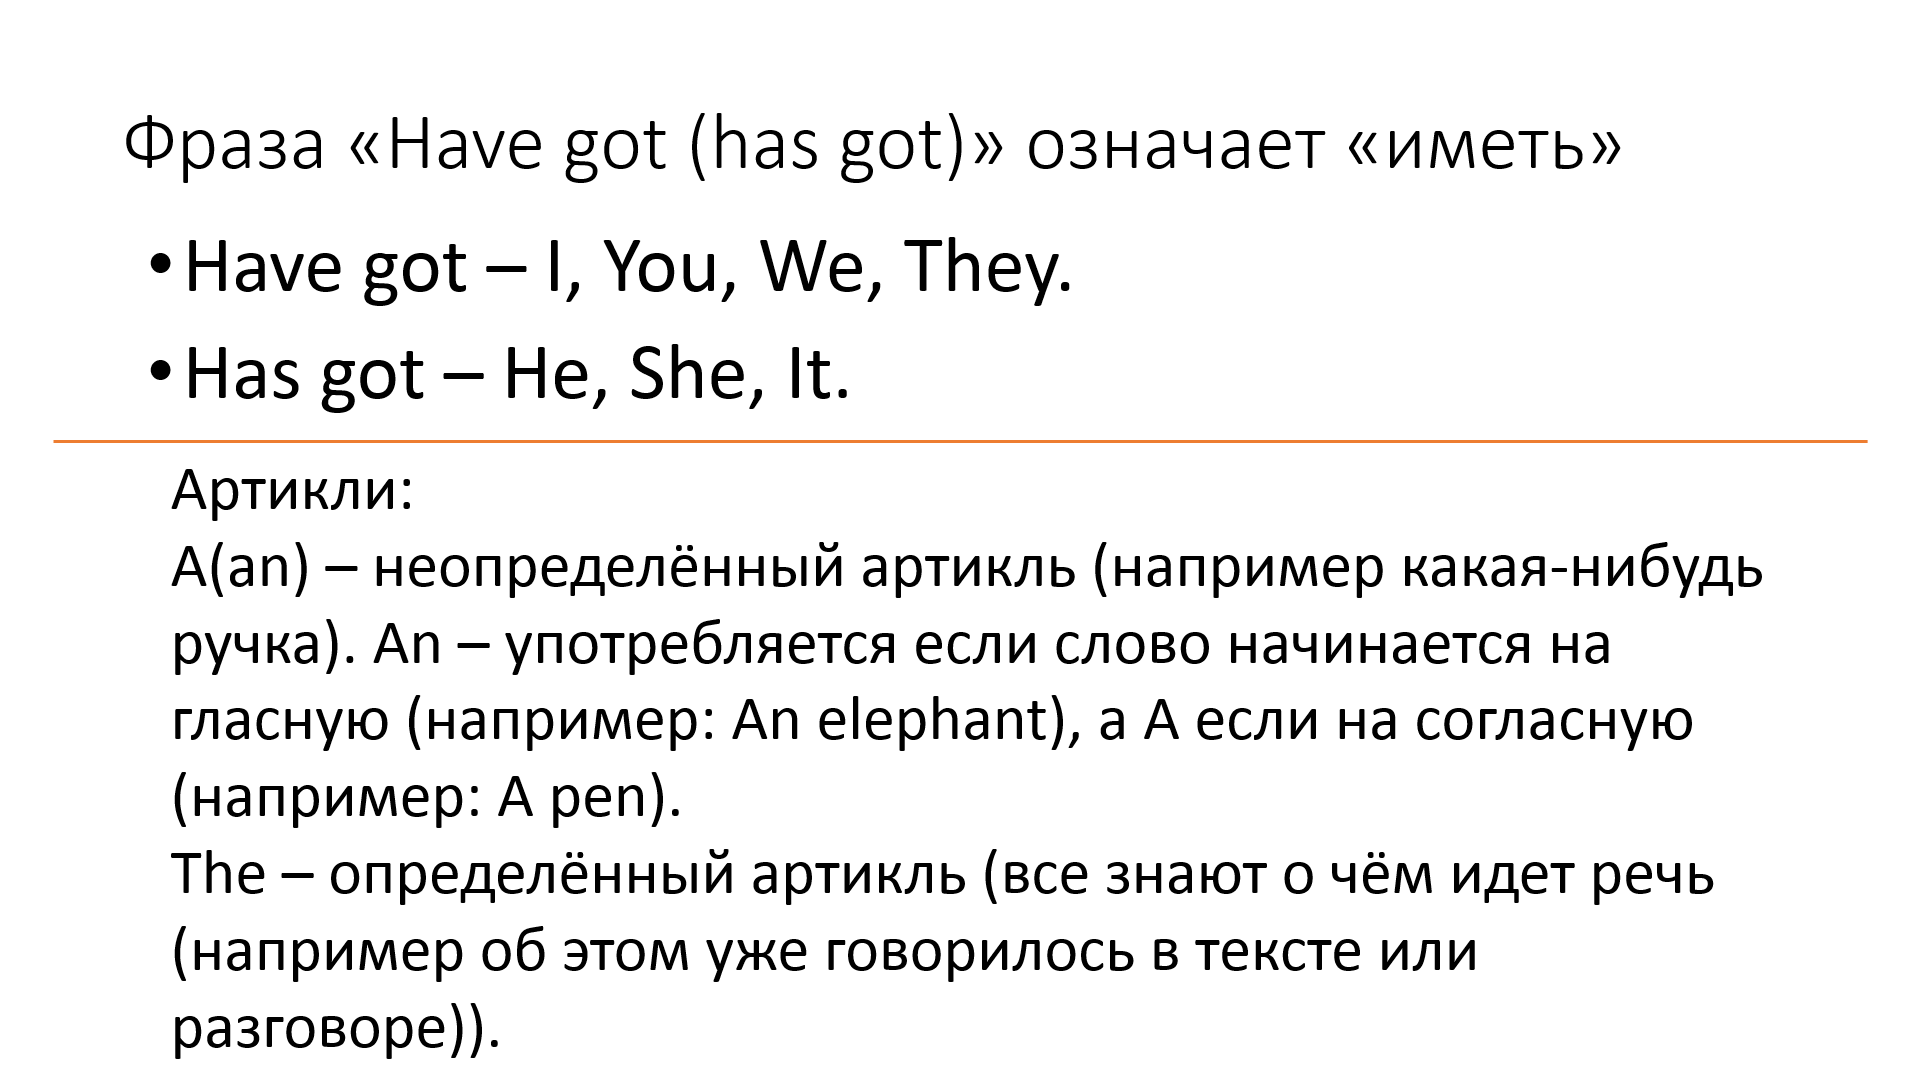 Фраза «Have got (has got)» означает «иметь»
•Have got – I, You, We, They.
•Has got – He, She, It.
Артикли:
A(an) – неопределённый артикль (например какая-нибудь
ручка). An – употребляется если слово начинается на
гласную (например: An elephant), а А если на согласную
(например: A pen).
The – определённый артикль (все знают о чём идет речь
(например об этом уже говорилось в тексте или
разговоре)).